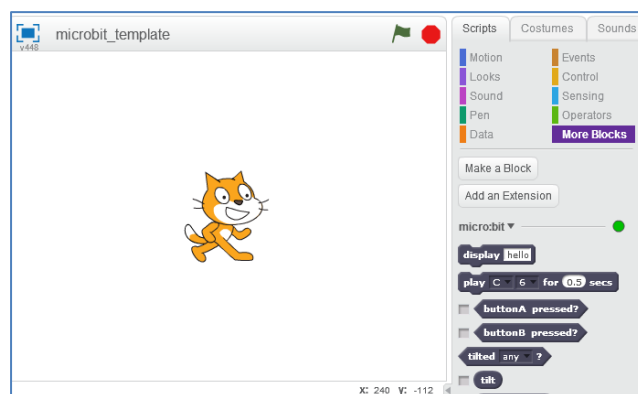 microbit_template
v448
X: 240 Y: -112
Scripts Costumes Sounds
Motion Events
Looks Control
Sound Sensing
Pen Operators
Data More Blocks
Make a Block
Add an Extension
micro:bit
display hello
play C 6 for 0.5 secs
buttonA pressed?
buttonB pressed?
tilted any ?
tilt